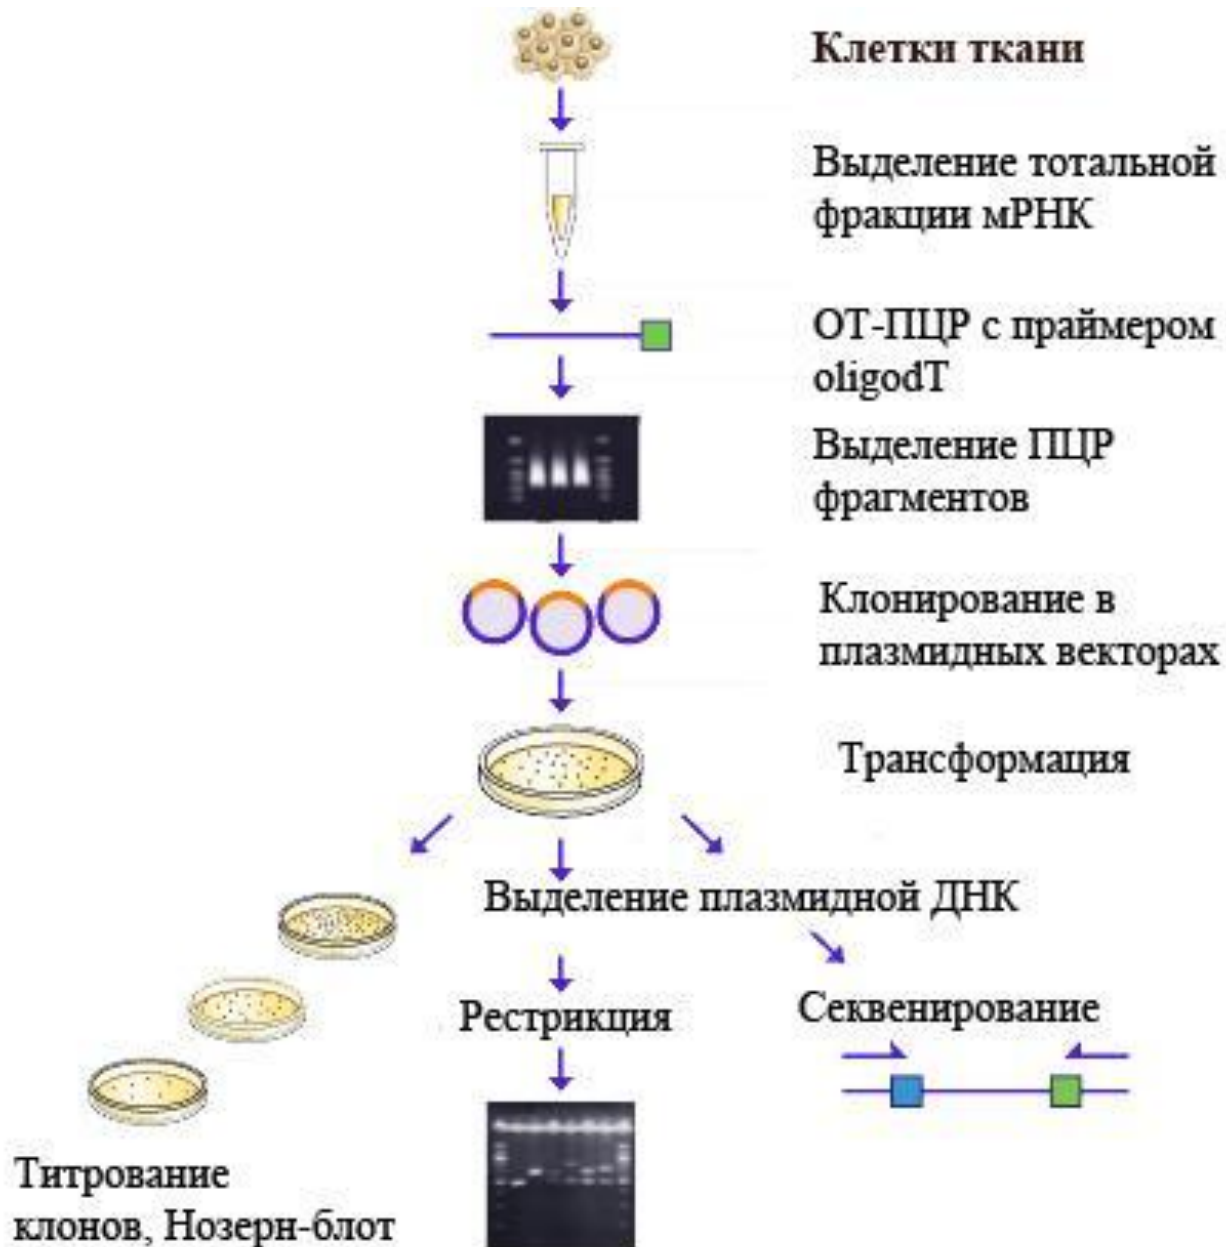 Клетки ткани
Выделение тотальной
фракции мРНК
ОТ-ПЦР с праймером
oligodT
Выделение ПЦР
фрагментов
Клонирование в
плазмидных векторах
Трансформация
Выделение плазмидной ДНК
Рестрикция
Секвенирование
Титрование
клонов, Нозерн-блот